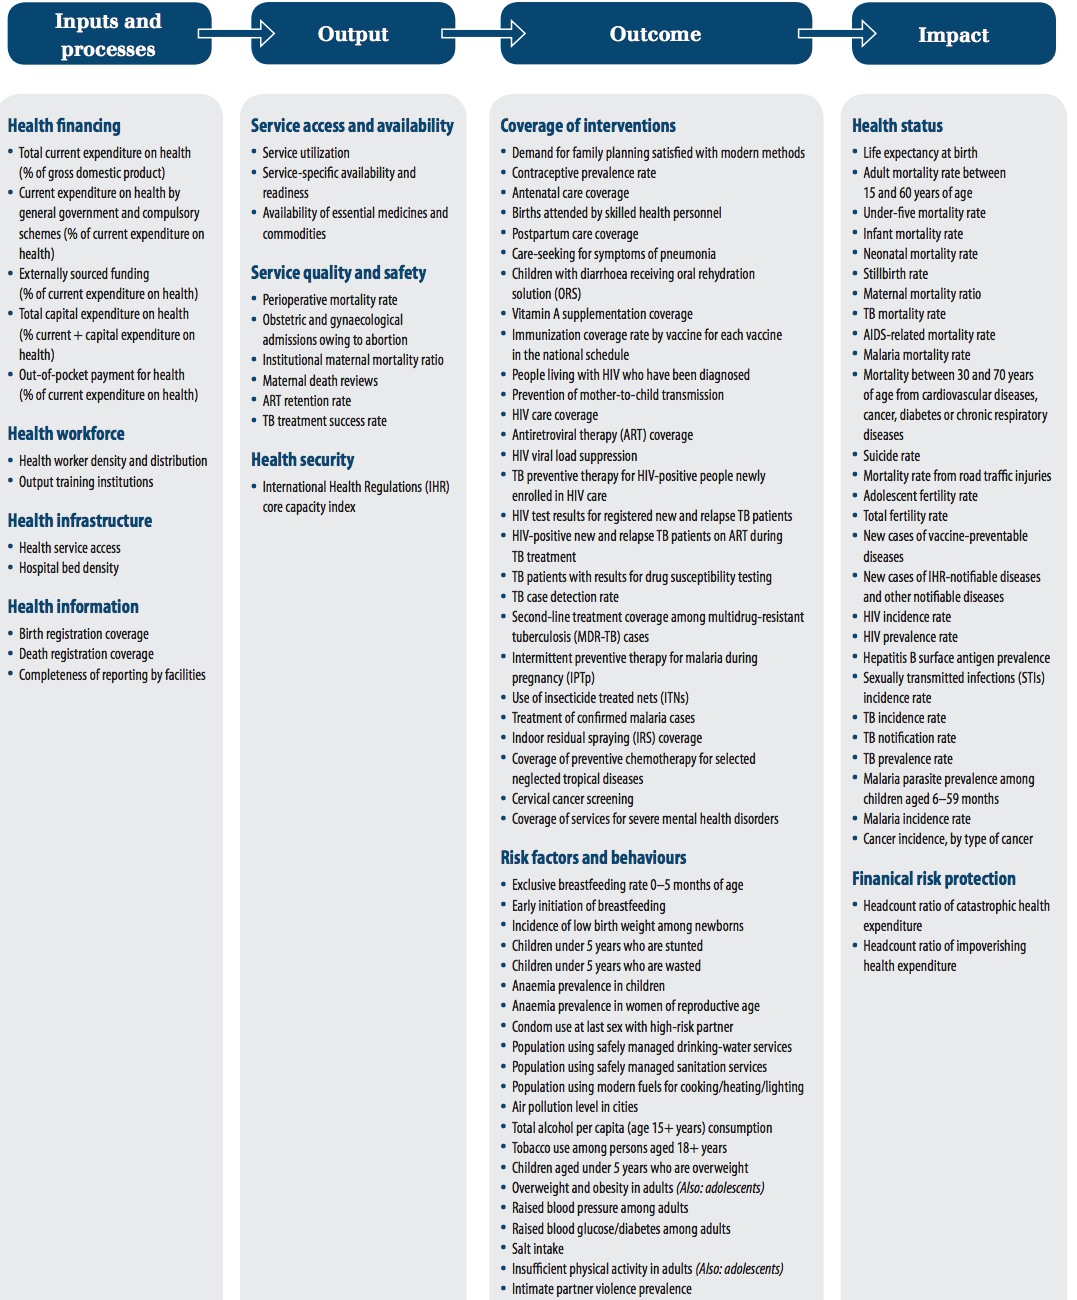 Inputs and
processes
Output
Outcome
Impact
Health financing
• Total current expenditure on health
(% of gross domestic product)
• Current expenditure on health by
general government and compulsory
schemes (% of current expenditure on
health)
• Externally sourced funding
(% of current expenditure on health)
• Total capital expenditure on health
(% current + capital expenditure on
health)
• Out-of-pocket payment for health
(% of current expenditure on health)
Health workforce
• Health worker density and distribution
• Output training institutions
Health infrastructure
• Health service access
• Hospital bed density
Health information
• Birth registration coverage
• Death registration coverage
• Completeness of reporting by facilities
Service access and availability
• Service utilization
• Service-specific availability and
readiness
• Availability of essential medicines and
commodities
Service quality and safety
• Perioperative mortality rate
• Obstetric and gynaecological
admissions owing to abortion
• Institutional maternal mortality ratio
• Maternal death reviews
• ART retention rate
• TB treatment success rate
Health security
• International Health Regulations (IHR)
core capacity index
Coverage of interventions
• Demand for family planning satisfied with modern methods
• Contraceptive prevalence rate
• Antenatal care coverage
• Births attended by skilled health personnel
• Postpartum care coverage
• Care-seeking for symptoms of pneumonia
• Children with diarrhoea receiving oral rehydration
solution (ORS)
• Vitamin A supplementation coverage
• Immunization coverage rate by vaccine for each vaccine
in the national schedule
• People living with HIV who have been diagnosed
• Prevention of mother-to-child transmission
• HIV care coverage
• Antiretroviral therapy (ART) coverage
• HIV viral load suppression
• TB preventive therapy for HIV-positive people newly
enrolled in HIV care
• HIV test results for registered new and relapse TB patients
• HIV-positive new and relapse TB patients on ART during
TB treatment
• TB patients with results for drug susceptibility testing
• TB case detection rate
• Second-line treatment coverage among multidrug-resistant
tuberculosis (MDR-TB) cases
• Intermittent preventive therapy for malaria during
pregnancy (IPTp)
• Use of insecticide treated nets (ITNs)
• Treatment of confirmed malaria cases
• Indoor residual spraying (IRS) coverage
• Coverage of preventive chemotherapy for selected
neglected tropical diseases
• Cervical cancer screening
• Coverage of services for severe mental health disorders
Risk factors and behaviours
• Exclusive breastfeeding rate 0–5 months of age
• Early initiation of breastfeeding
• Incidence of low birth weight among newborns
• Children under 5 years who are stunted
• Children under 5 years who are wasted
• Anaemia prevalence in children
• Anaemia prevalence in women of reproductive age
• Condom use at last sex with high-risk partner
• Population using safely managed drinking-water services
• Population using safely managed sanitation services
• Population using modern fuels for cooking/heating/lighting
• Air pollution level in cities
• Total alcohol per capita (age 15+ years) consumption
• Tobacco use among persons aged 18+ years
• Children aged under 5 years who are overweight
• Overweight and obesity in adults (Also: adolescents)
• Raised blood pressure among adults
• Raised blood glucose/diabetes among adults
• Salt intake
• Insufficient physical activity in adults (Also: adolescents)
• Intimate partner violence prevalence
Health status
• Life expectancy at birth
• Adult mortality rate between
15 and 60 years of age
• Under-five mortality rate
• Infant mortality rate
• Neonatal mortality rate
• Stillbirth rate
• Maternal mortality ratio
• TB mortality rate
• AIDS-related mortality rate
• Malaria mortality rate
• Mortality between 30 and 70 years
of age from cardiovascular diseases,
cancer, diabetes or chronic respiratory
diseases
• Suicide rate
• Mortality rate from road traffic injuries
• Adolescent fertility rate
• Total fertility rate
• New cases of vaccine-preventable
diseases
• New cases of IHR-notifiable diseases
and other notifiable diseases
• HIV incidence rate
• HIV prevalence rate
• Hepatitis B surface antigen prevalence
• Sexually transmitted infections (STIs)
incidence rate
• TB incidence rate
• TB notification rate
• TB prevalence rate
• Malaria parasite prevalence among
children aged 6–59 months
• Malaria incidence rate
• Cancer incidence, by type of cancer
Finanical risk protection
• Headcount ratio of catastrophic health
expenditure
• Headcount ratio of impoverishing
health expenditure